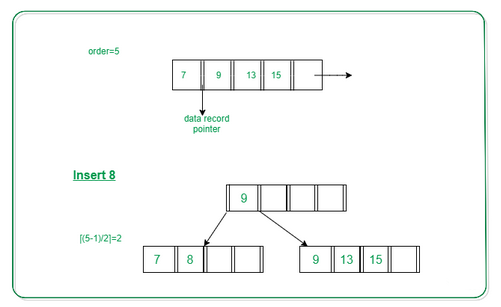 order=5
7 9 13 15
data record
pointer
Insert 8
9
⌈(5-1)/2⌉=2
7 8
9 13 15